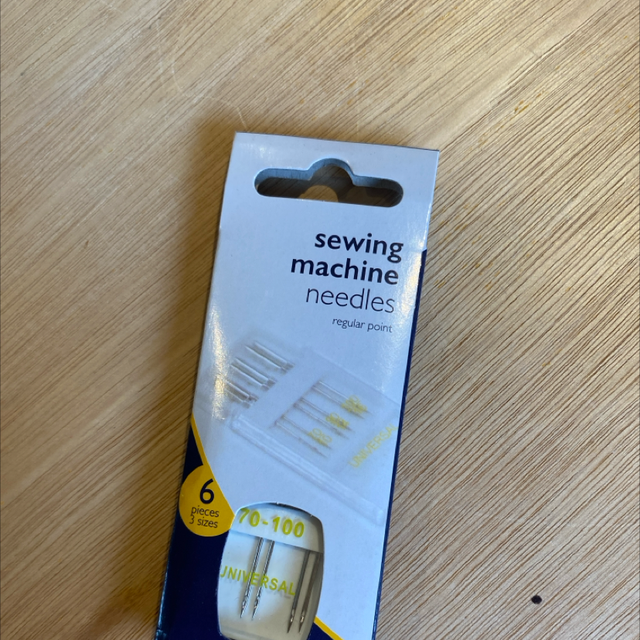 sewing
machine
needles
regular point
6
pieces
3 sizes
70-100
UNIVERSAL